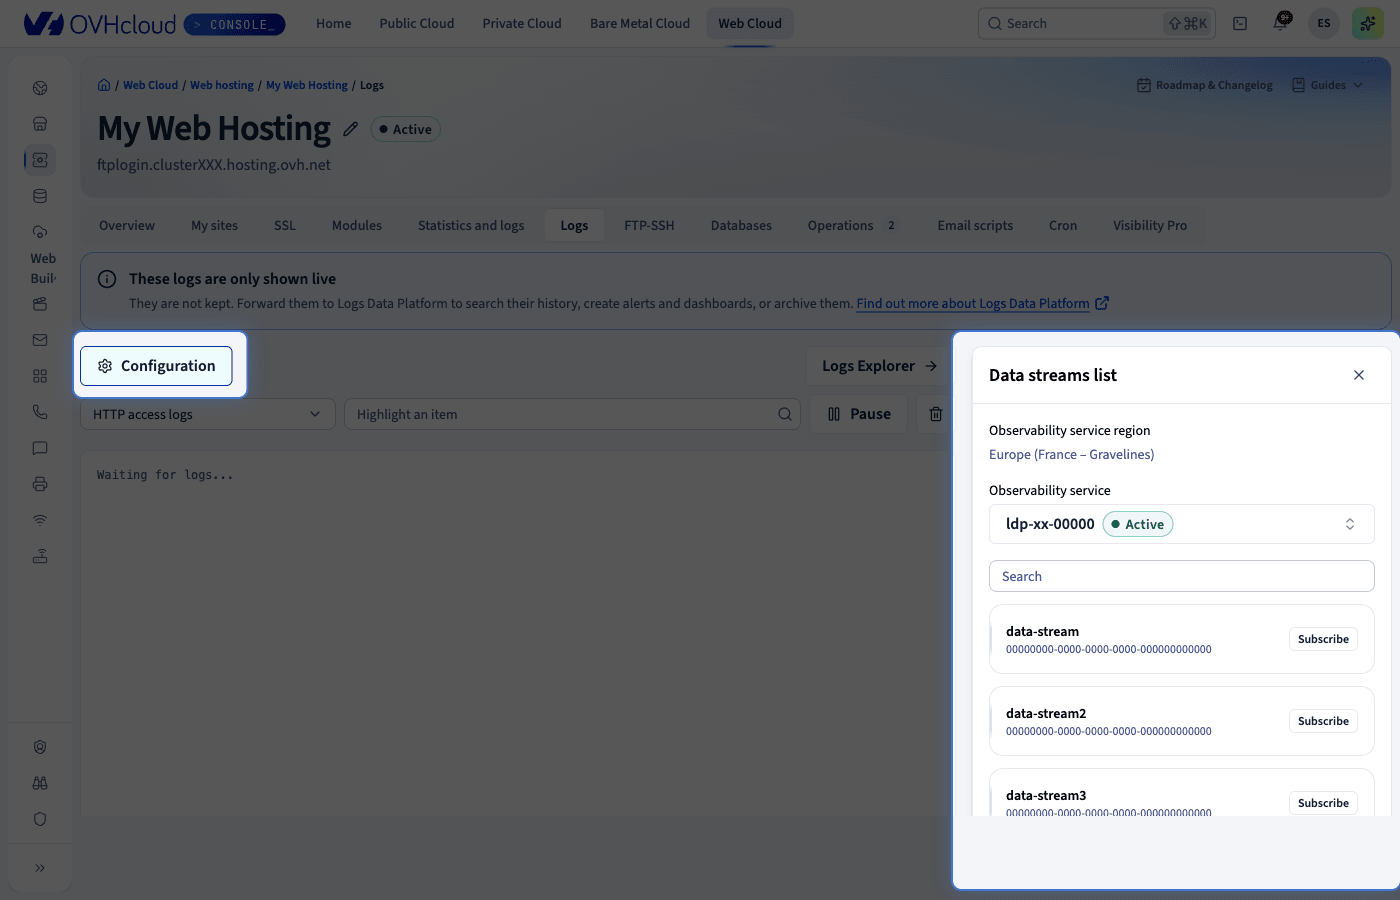 OVHcloud > CONSOLE_
Home Public Cloud Private Cloud Bare Metal Cloud Web Cloud
Search ⇧⌘K 9+ ES
/ Web Cloud / Web hosting / My Web Hosting / Logs
Roadmap & Changelog Guides
My Web Hosting Active
ftplogin.clusterXXX.hosting.ovh.net
Overview My sites SSL Modules Statistics and logs Logs FTP-SSH Databases Operations 2 Email scripts Cron Visibility Pro
Web
Buil
These logs are only shown live
They are not kept. Forward them to Logs Data Platform to search their history, create alerts and dashboards, or archive them. Find out more about Logs Data Platform
Configuration
Logs Explorer →
HTTP access logs
Highlight an item
Pause
Waiting for logs...
Data streams list
Observability service region
Europe (France – Gravelines)
Observability service
ldp-xx-00000 Active
Search
data-stream
00000000-0000-0000-0000-000000000000
Subscribe
data-stream2
00000000-0000-0000-0000-000000000000
Subscribe
data-stream3
00000000-0000-0000-0000-000000000000
Subscribe